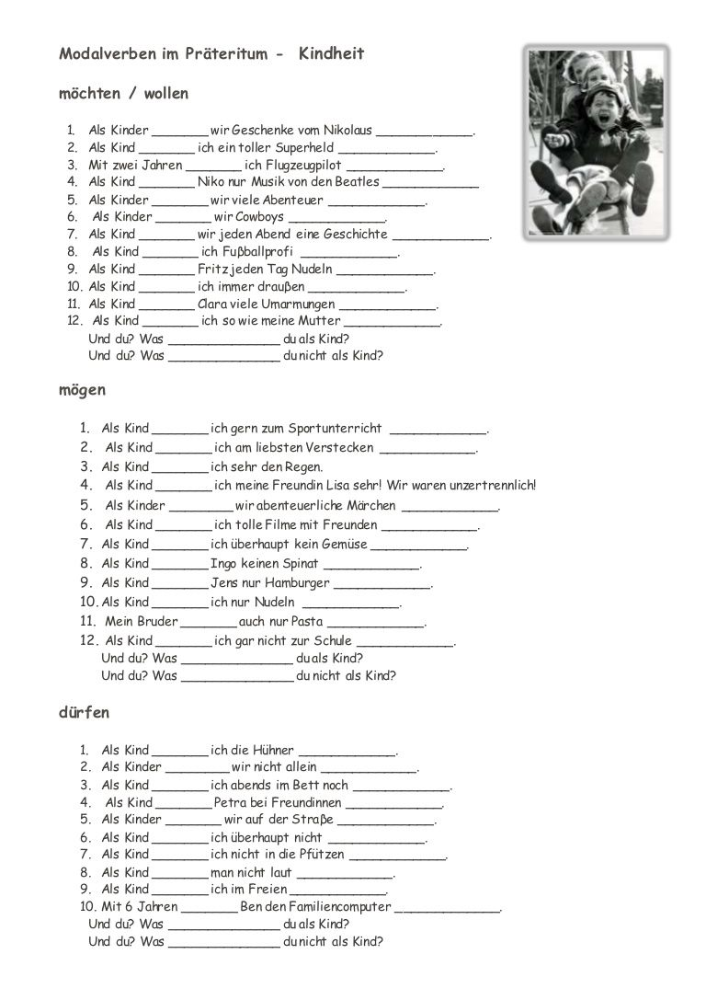 Modalverben im Präteritum - Kindheit
möchten / wollen
1. Als Kinder _______ wir Geschenke vom Nikolaus ____________.
2. Als Kind _______ ich ein toller Superheld ____________.
3. Mit zwei Jahren _______ ich Flugzeugpilot ____________.
4. Als Kind _______ Niko nur Musik von den Beatles ____________
5. Als Kinder _______ wir viele Abenteuer ____________.
6. Als Kinder _______ wir Cowboys ____________.
7. Als Kind _______ wir jeden Abend eine Geschichte ____________.
8. Als Kind _______ ich Fußballprofi ____________.
9. Als Kind _______ Fritz jeden Tag Nudeln ____________.
10. Als Kind _______ ich immer draußen ____________.
11. Als Kind _______ Clara viele Umarmungen ____________.
12. Als Kind _______ ich so wie meine Mutter ____________.
Und du? Was ______________ du als Kind?
Und du? Was ______________ du nicht als Kind?
mögen
1. Als Kind _______ ich gern zum Sportunterricht ____________.
2. Als Kind _______ ich am liebsten Verstecken ____________.
3. Als Kind _______ ich sehr den Regen.
4. Als Kind _______ ich meine Freundin Lisa sehr! Wir waren unzertrennlich!
5. Als Kinder ________ wir abenteuerliche Märchen ____________.
6. Als Kind _______ ich tolle Filme mit Freunden ____________.
7. Als Kind _______ ich überhaupt kein Gemüse ____________.
8. Als Kind _______ Ingo keinen Spinat ____________.
9. Als Kind _______ Jens nur Hamburger ____________.
10. Als Kind _______ ich nur Nudeln ____________.
11. Mein Bruder _______ auch nur Pasta ____________.
12. Als Kind _______ ich gar nicht zur Schule ____________.
Und du? Was ______________ du als Kind?
Und du? Was ______________ du nicht als Kind?
dürfen
1. Als Kind _______ ich die Hühner ____________.
2. Als Kinder ________ wir nicht allein ____________.
3. Als Kind _______ ich abends im Bett noch ____________.
4. Als Kind _______ Petra bei Freundinnen ____________.
5. Als Kinder _______ wir auf der Straße ____________.
6. Als Kind _______ ich überhaupt nicht ____________.
7. Als Kind _______ ich nicht in die Pfützen ____________.
8. Als Kind _______ man nicht laut ____________.
9. Als Kind _______ ich im Freien ____________.
10. Mit 6 Jahren _______ Ben den Familiencomputer _____________.
Und du? Was ______________ du als Kind?
Und du? Was ______________ du nicht als Kind?